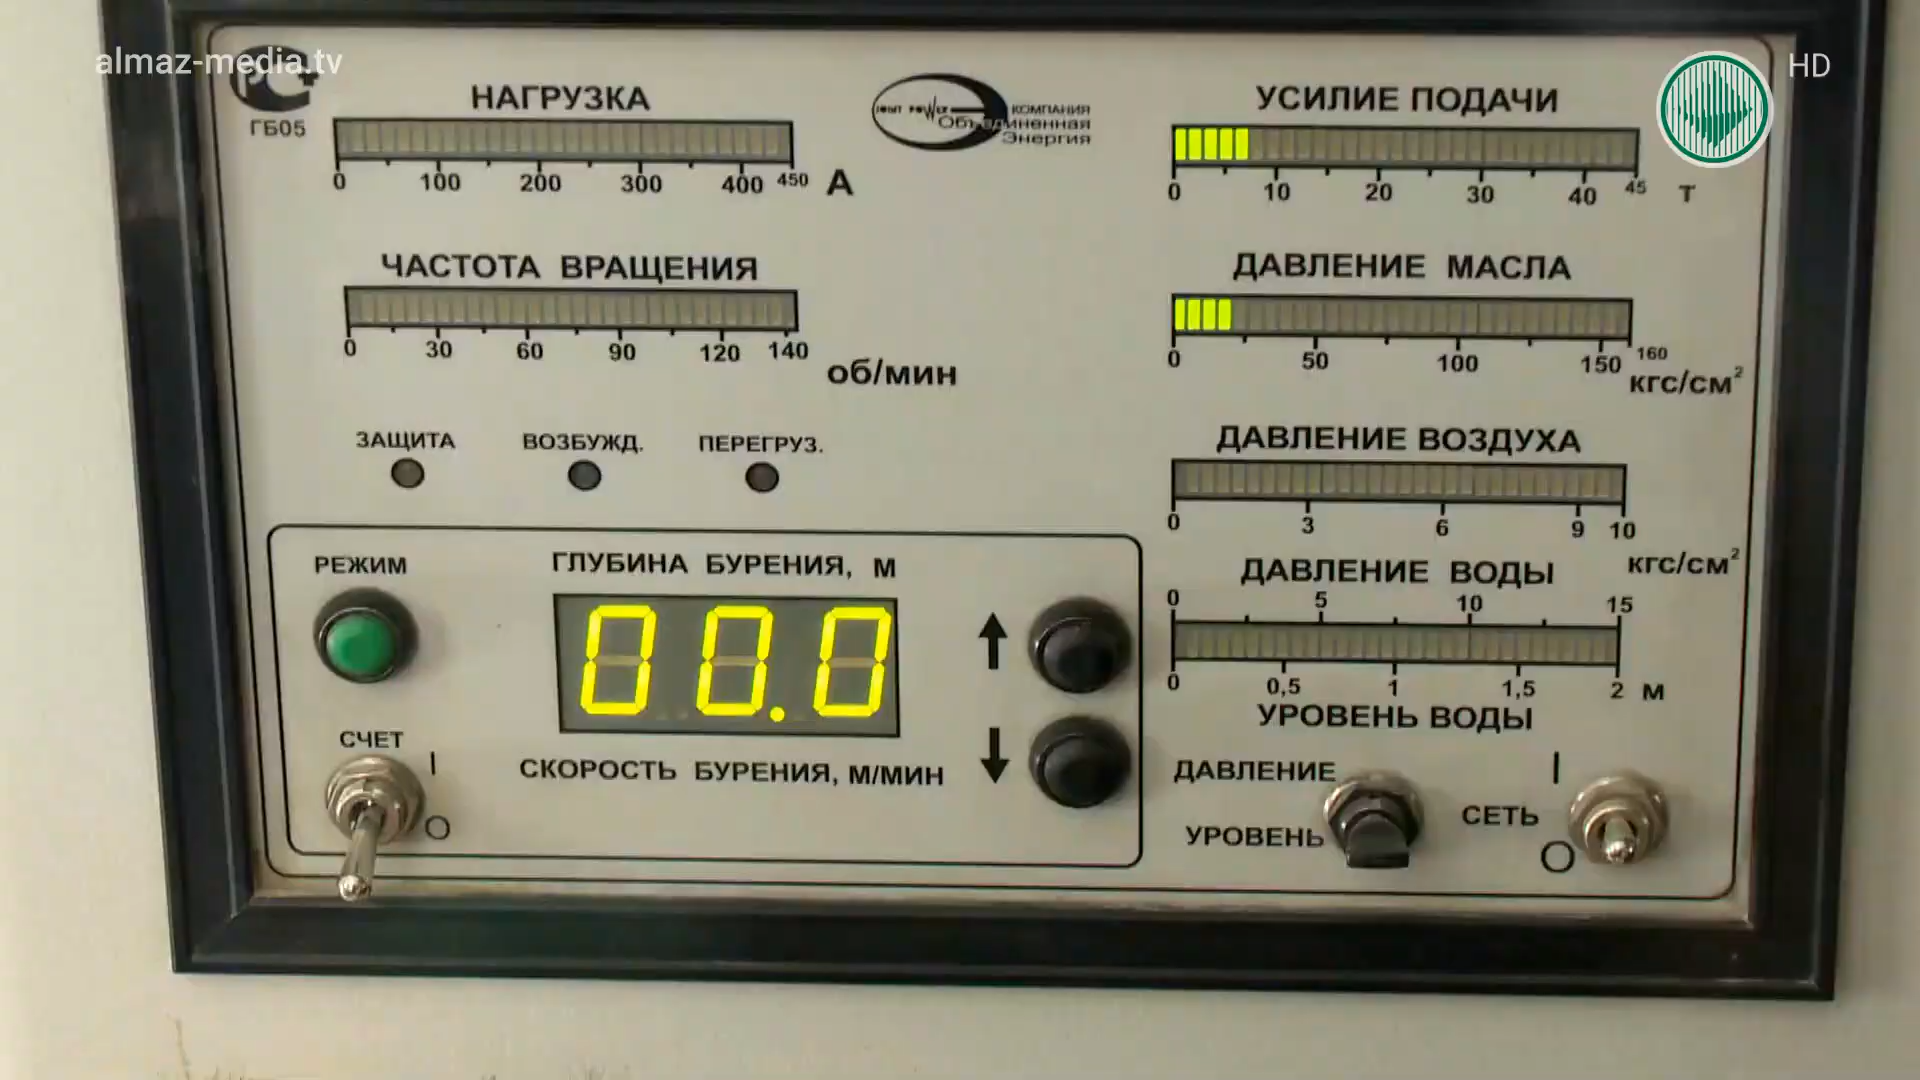 almaz-media.tv
HD
РС
ГБ05
НАГРУЗКА
0 100 200 300 400 450 А
JOINT POWER
КОМПАНИЯ
Объединенная
Энергия
УСИЛИЕ ПОДАЧИ
0 10 20 30 40 45 Т
ЧАСТОТА ВРАЩЕНИЯ
0 30 60 90 120 140
об/мин
ДАВЛЕНИЕ МАСЛА
0 50 100 150 160
кгс/см²
ЗАЩИТА ВОЗБУЖД. ПЕРЕГРУЗ.
ДАВЛЕНИЕ ВОЗДУХА
0 3 6 9 10
кгс/см²
РЕЖИМ
ГЛУБИНА БУРЕНИЯ, М
00.0
СКОРОСТЬ БУРЕНИЯ, М/МИН
СЧЕТ
I
O
ДАВЛЕНИЕ ВОДЫ
0 5 10 15
0 0,5 1 1,5 2 М
УРОВЕНЬ ВОДЫ
ДАВЛЕНИЕ
УРОВЕНЬ
СЕТЬ
I
O